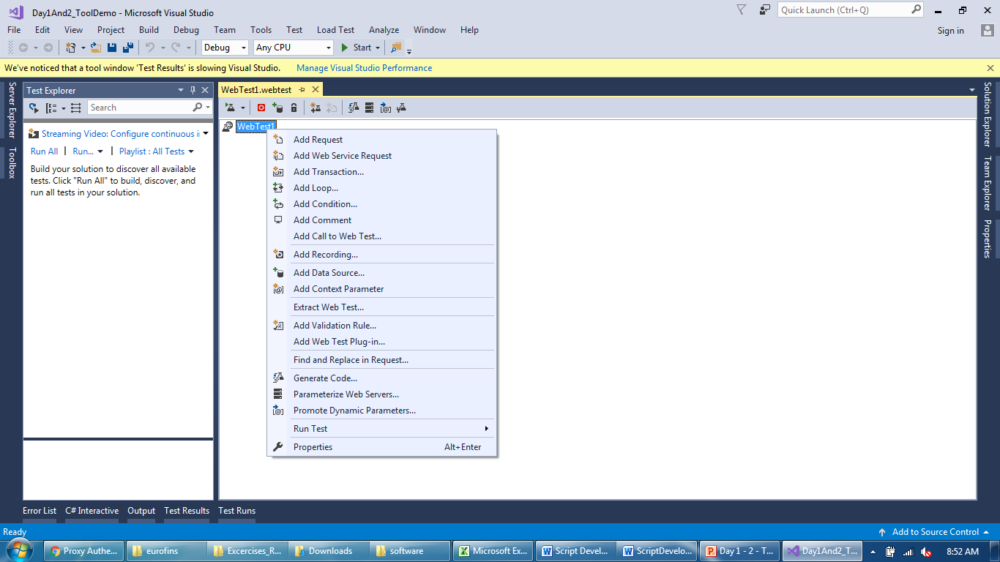 Day1And2_ToolDemo - Microsoft Visual Studio
Quick Launch (Ctrl+Q)
File Edit View Project Build Debug Team Tools Test Load Test Analyze Window Help
Sign in
Debug Any CPU Start
We've noticed that a tool window 'Test Results' is slowing Visual Studio. Manage Visual Studio Performance
Server Explorer
Toolbox
Test Explorer
Search
Streaming Video: Configure continuous i
Run All Run... Playlist : All Tests
Build your solution to discover all available
tests. Click "Run All" to build, discover, and
run all tests in your solution.
WebTest1.webtest
WebTest1
Add Request
Add Web Service Request
Add Transaction...
Add Loop...
Add Condition...
Add Comment
Add Call to Web Test...
Add Recording...
Add Data Source...
Add Context Parameter
Extract Web Test...
Add Validation Rule...
Add Web Test Plug-in...
Find and Replace in Request...
Generate Code...
Parameterize Web Servers...
Promote Dynamic Parameters...
Run Test
Properties Alt+Enter
Solution Explorer
Team Explorer
Properties
Error List C# Interactive Output Test Results Test Runs
Ready
Add to Source Control
Proxy Authe... eurofins Excercises_R... Downloads software Microsoft Ex... Script Devel... ScriptDevelo... Day 1 - 2 - T... Day1And2_T... 8:52 AM